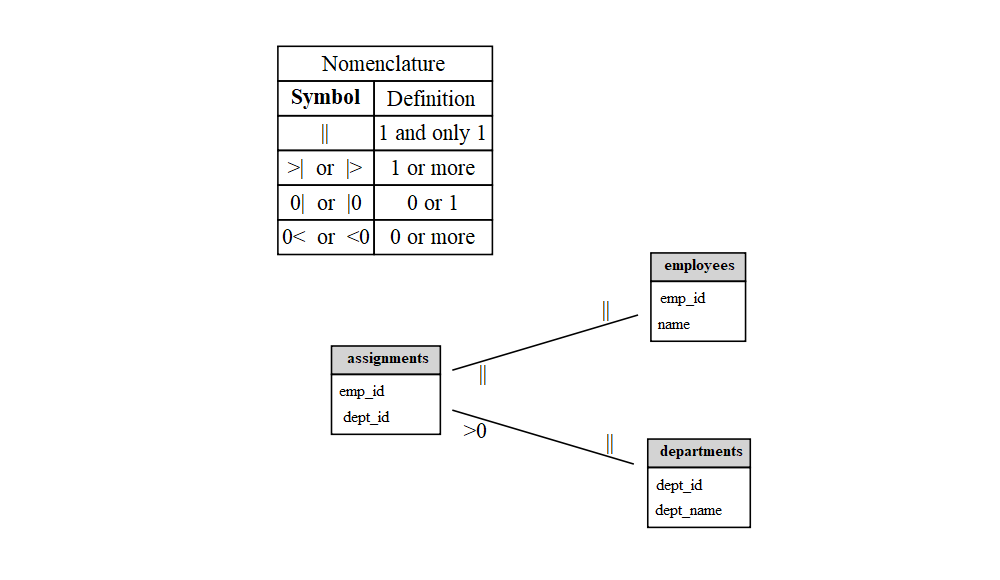 Nomenclature
Symbol Definition
|| 1 and only 1
>| or |> 1 or more
0| or |0 0 or 1
0< or <0 0 or more
employees
emp_id
name
||
assignments
emp_id
dept_id
||
>0
||
departments
dept_id
dept_name